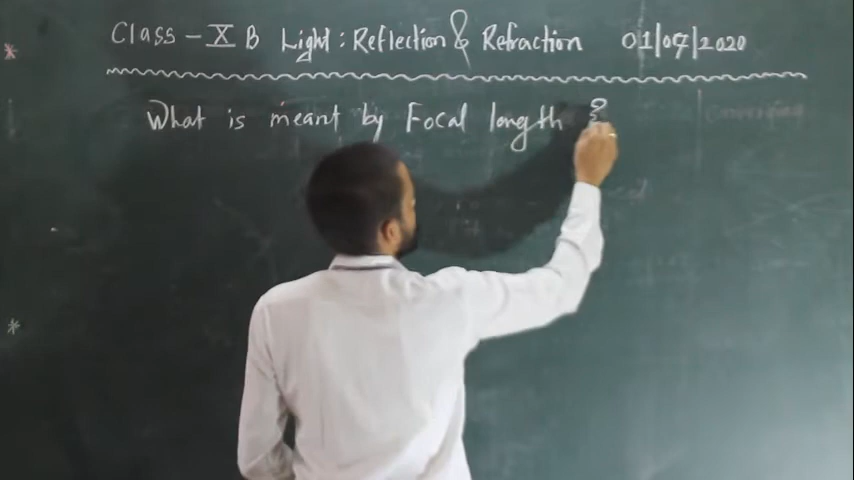 Class - X B Light : Reflection & Refraction 01/07/2020
What is meant by Focal length ?